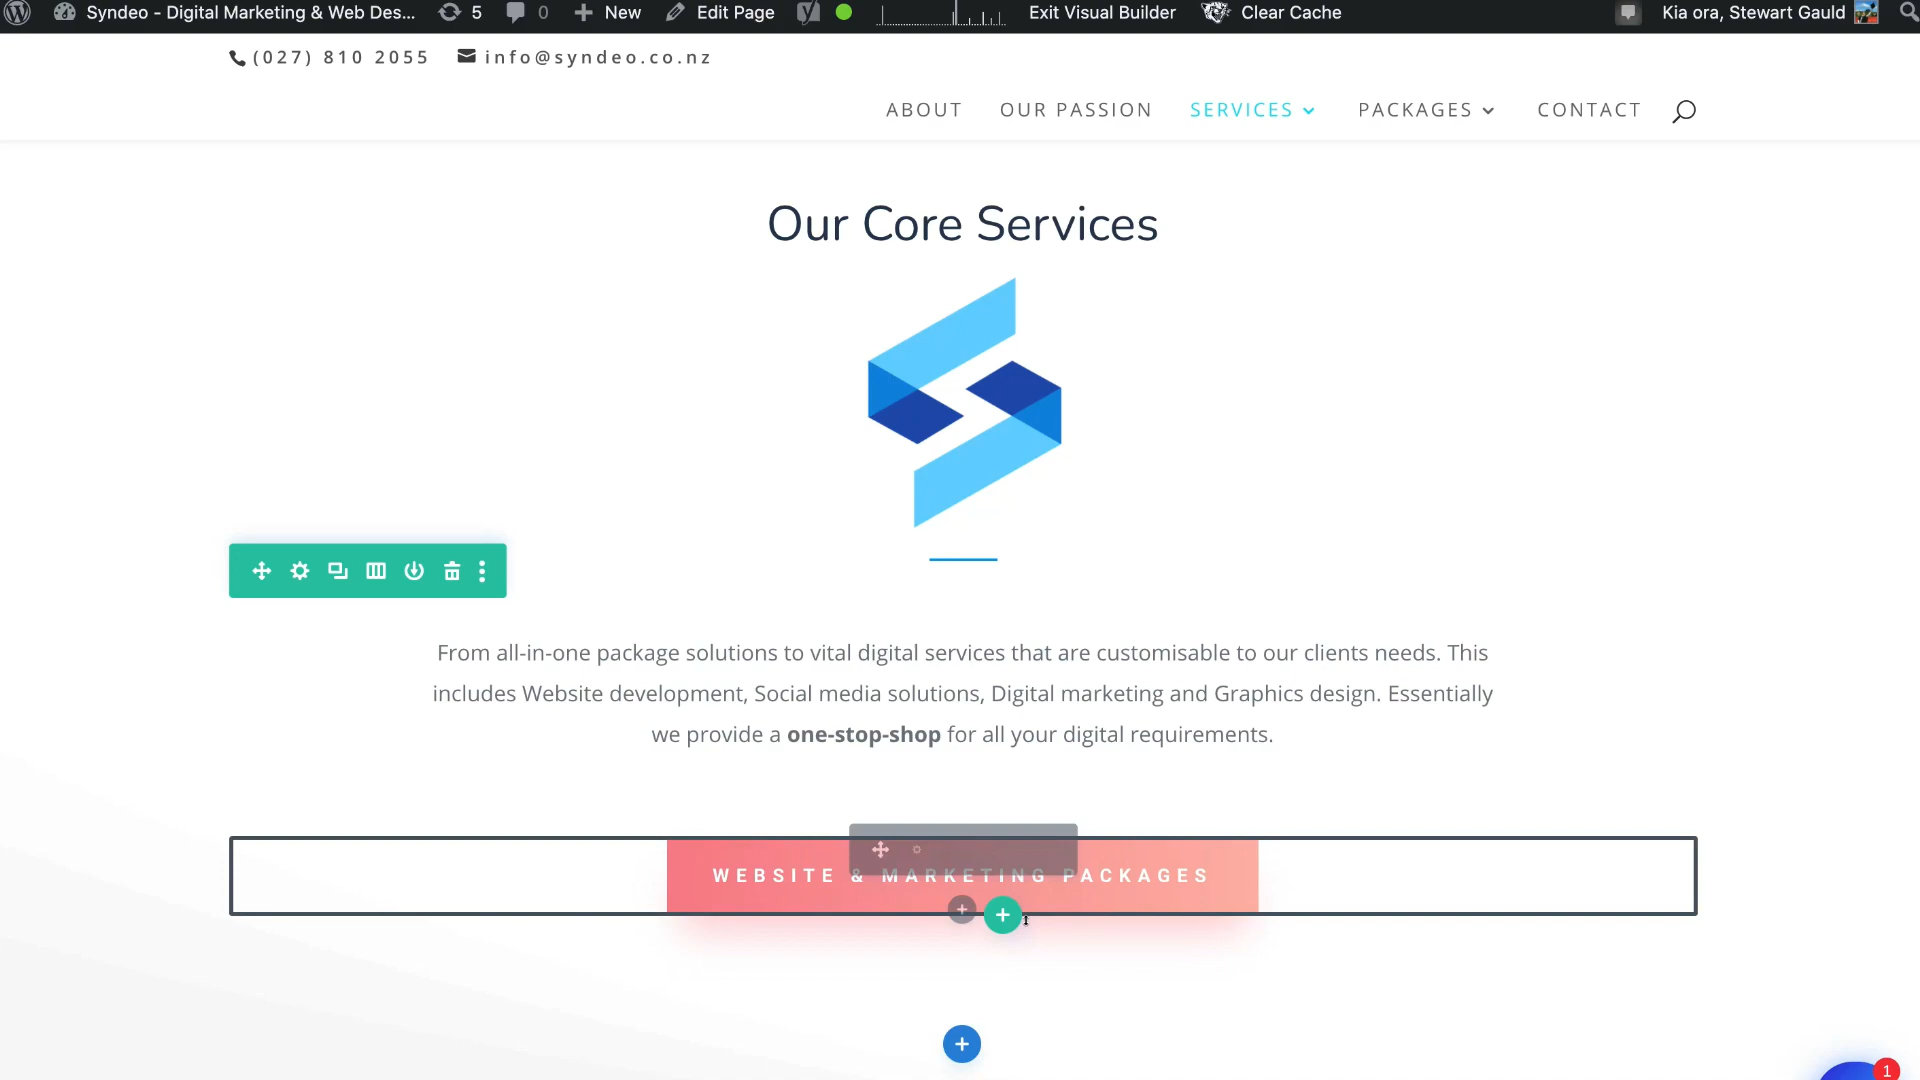 Syndeo - Digital Marketing & Web Des... 5 0 New Edit Page Exit Visual Builder Clear Cache Kia ora, Stewart Gauld
(027) 810 2055 info@syndeo.co.nz
ABOUT OUR PASSION SERVICES PACKAGES CONTACT
Our Core Services
From all-in-one package solutions to vital digital services that are customisable to our clients needs. This
includes Website development, Social media solutions, Digital marketing and Graphics design. Essentially
we provide a one-stop-shop for all your digital requirements.
WEBSITE & MARKETING PACKAGES
1